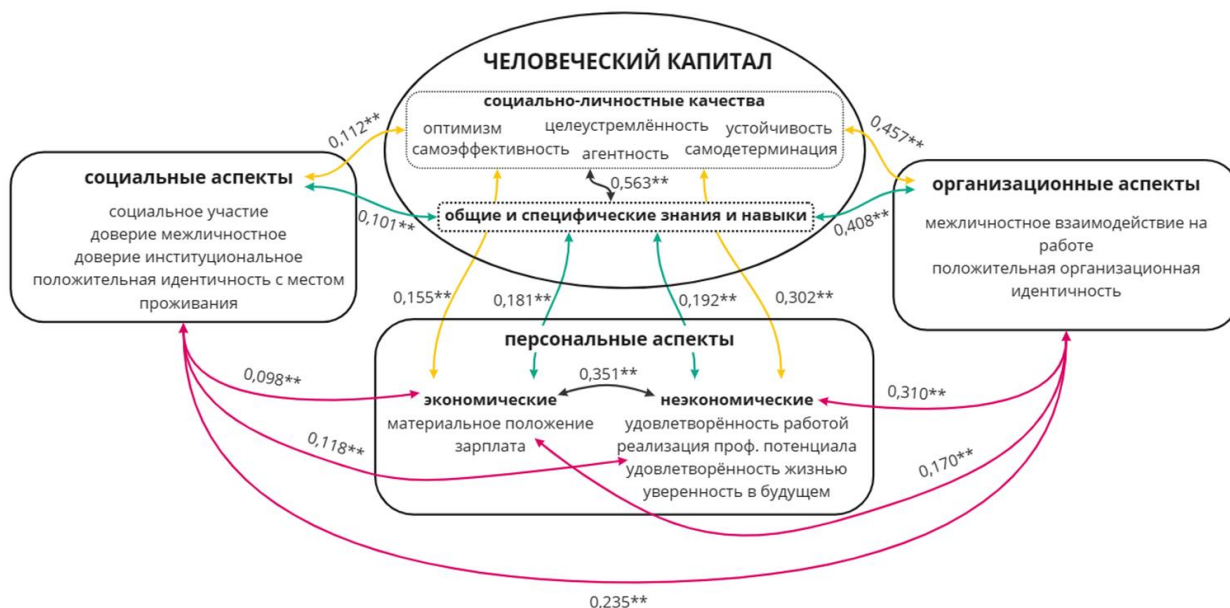 ЧЕЛОВЕЧЕСКИЙ КАПИТАЛ
социально-личностные качества
оптимизм целеустремлённость устойчивость
самоэффективность агентность самодетерминация
0,112**
0,457**
0,563**
общие и специфические знания и навыки
0,101**
0,408**
социальные аспекты
социальное участие
доверие межличностное
доверие институциональное
положительная идентичность с местом
проживания
организационные аспекты
межличностное взаимодействие на
работе
положительная организационная
идентичность
0,155**
0,181**
0,192**
0,302**
персональные аспекты
0,351**
экономические
материальное положение
зарплата
неэкономические
удовлетворённость работой
реализация проф. потенциала
удовлетворённость жизнью
уверенность в будущем
0,098**
0,310**
0,118**
0,170**
0,235**